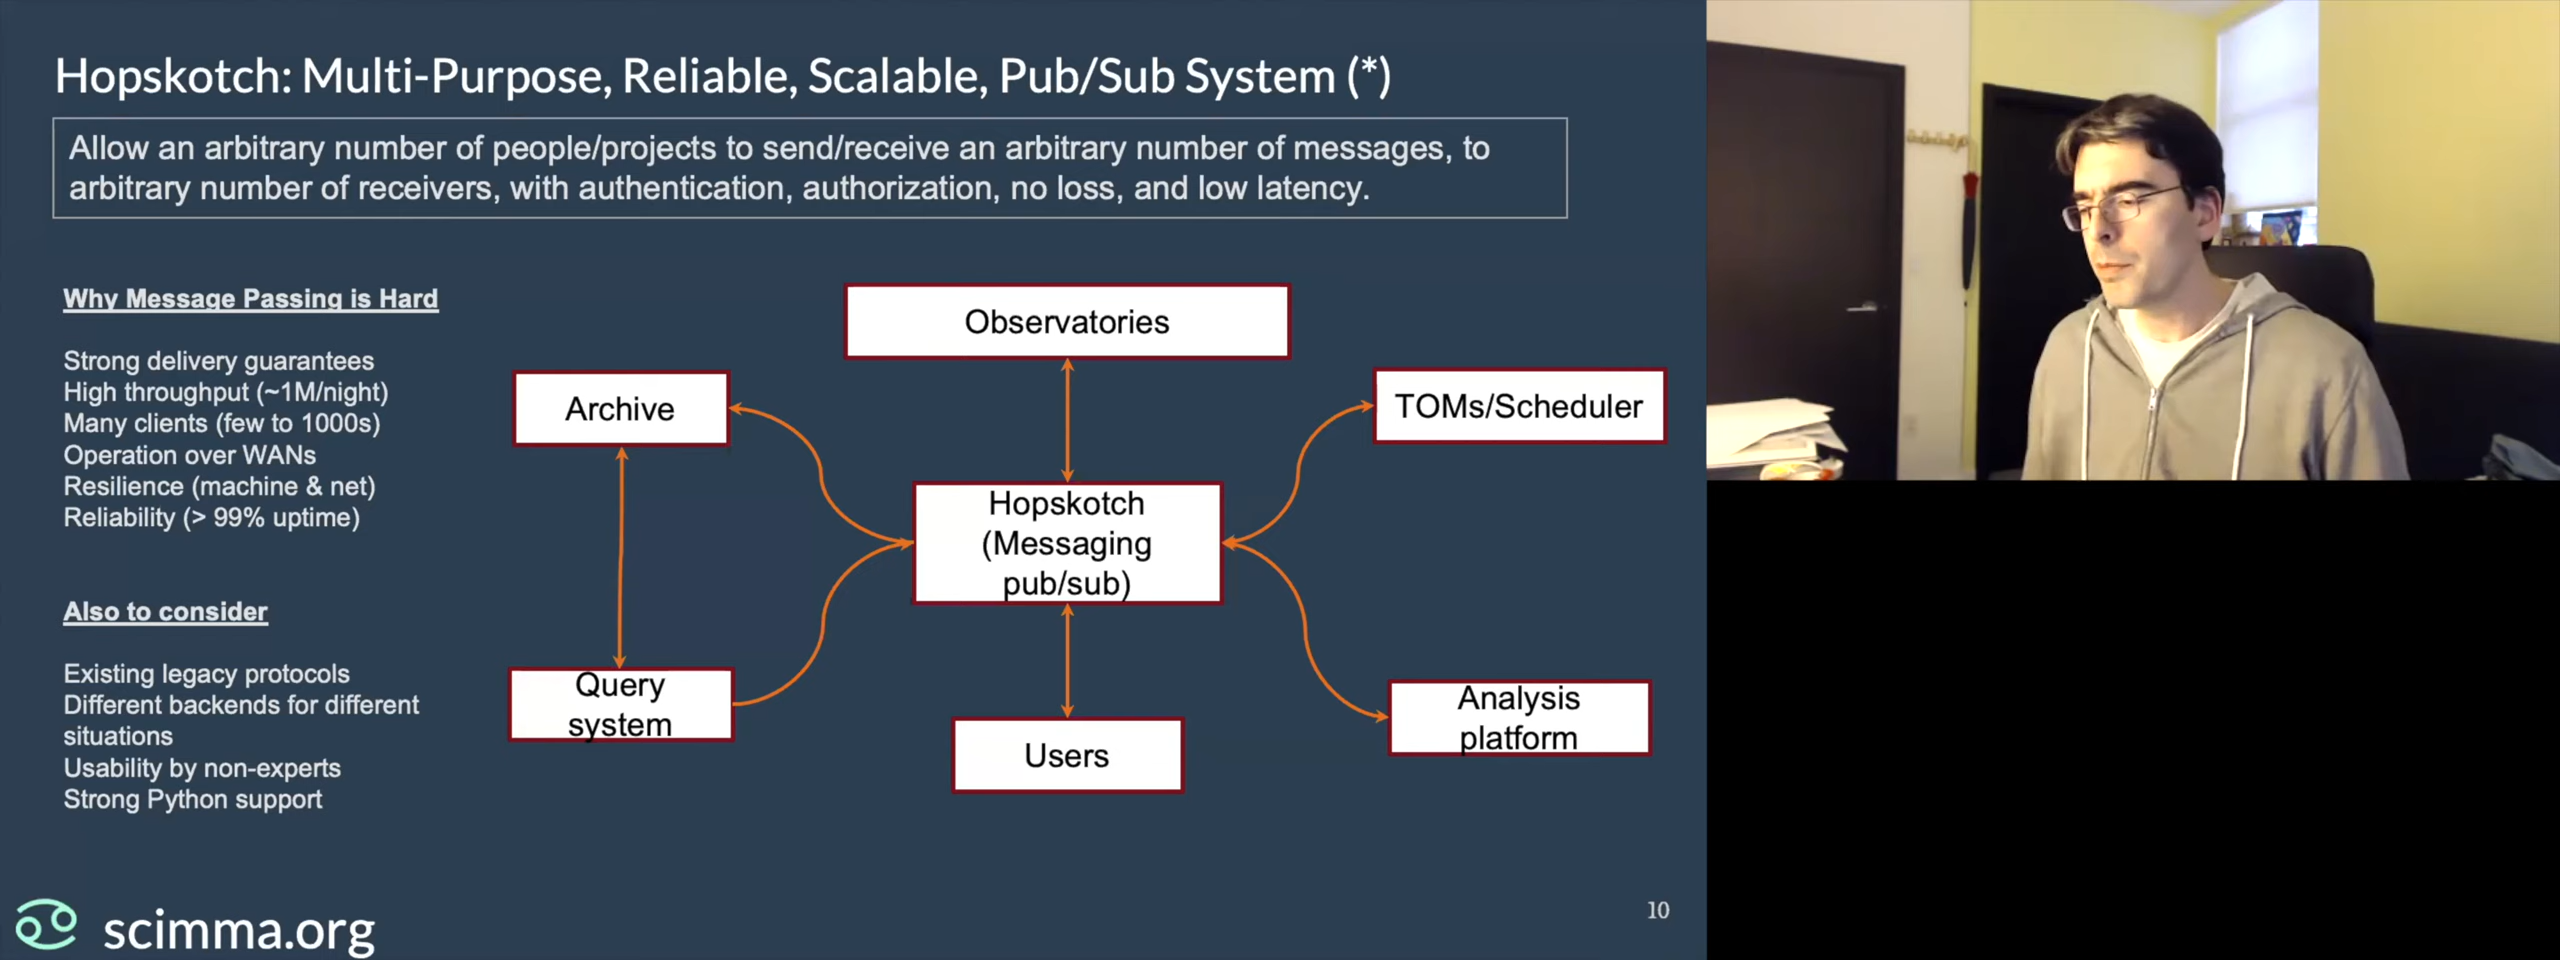 Hopskotch: Multi-Purpose, Reliable, Scalable, Pub/Sub System (*)
Allow an arbitrary number of people/projects to send/receive an arbitrary number of messages, to
arbitrary number of receivers, with authentication, authorization, no loss, and low latency.
Why Message Passing is Hard
Strong delivery guarantees
High throughput (~1M/night)
Many clients (few to 1000s)
Operation over WANs
Resilience (machine & net)
Reliability (> 99% uptime)
Also to consider
Existing legacy protocols
Different backends for different
situations
Usability by non-experts
Strong Python support
Observatories
Archive
TOMs/Scheduler
Hopskotch
(Messaging
pub/sub)
Query
system
Users
Analysis
platform
scimma.org
10